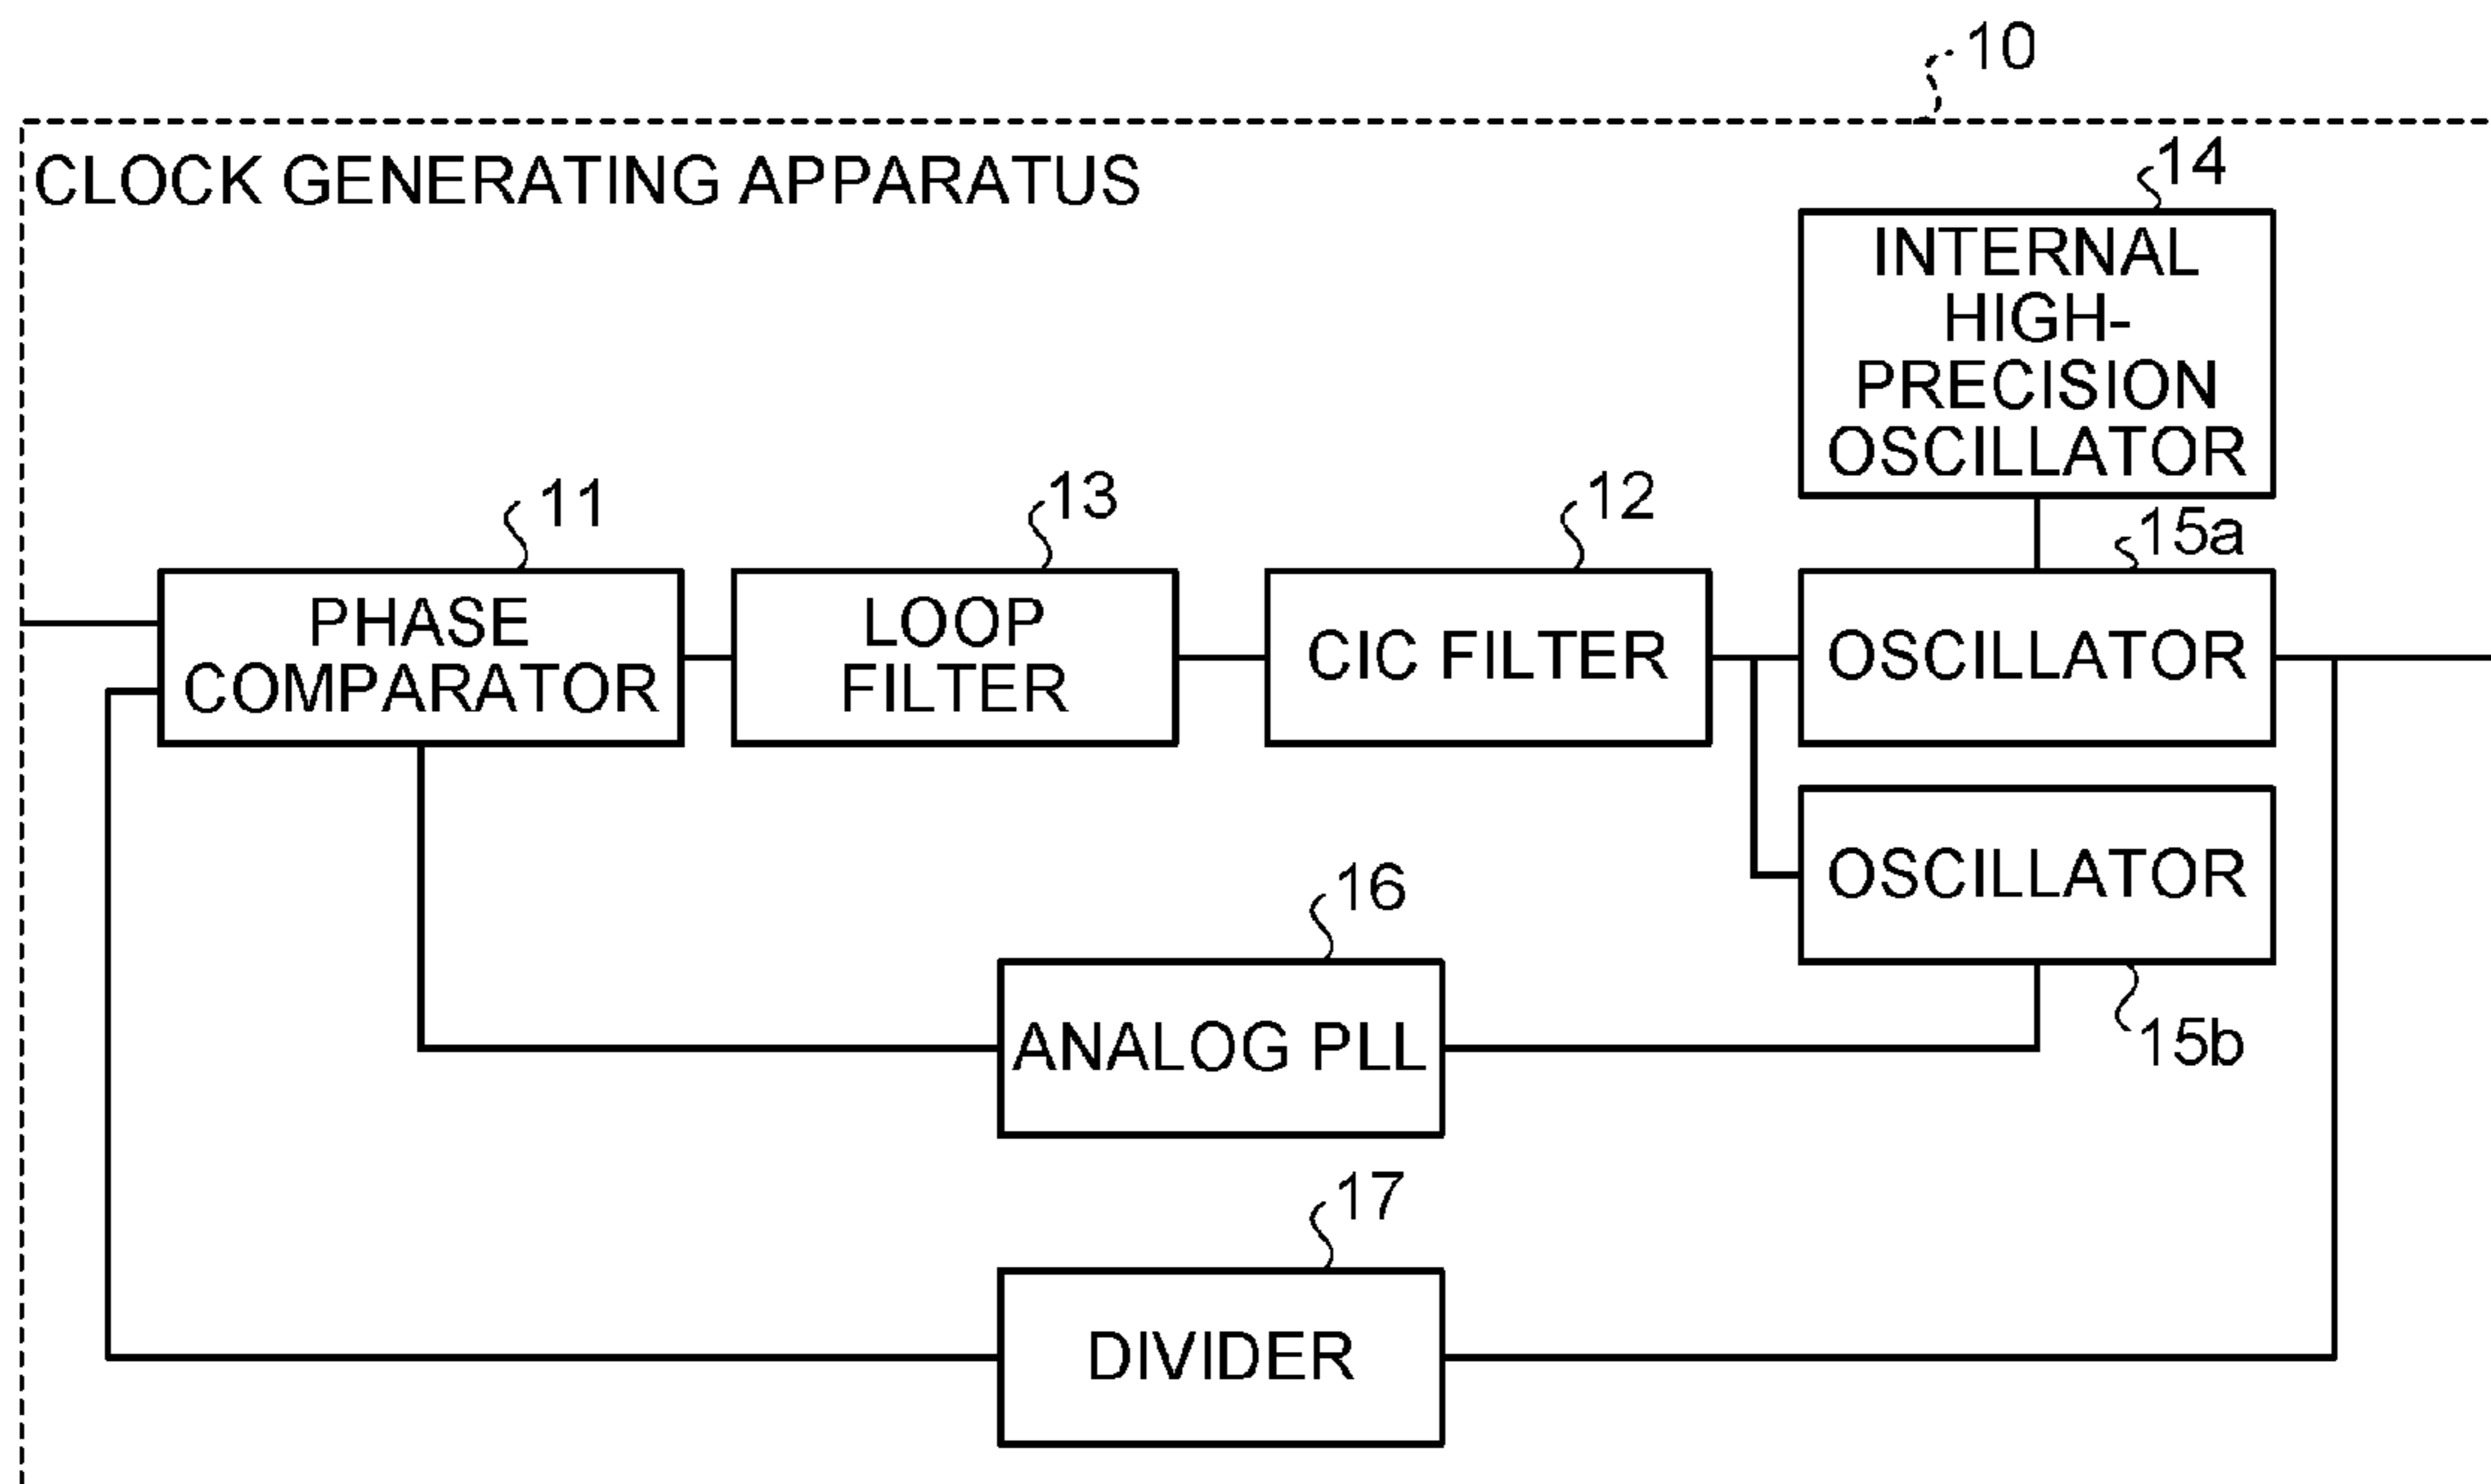 10
CLOCK GENERATING APPARATUS
14
INTERNAL
HIGH-
PRECISION
OSCILLATOR
11
13
12
15a
PHASE
COMPARATOR
LOOP
FILTER
CIC FILTER
OSCILLATOR
OSCILLATOR
15b
16
ANALOG PLL
17
DIVIDER